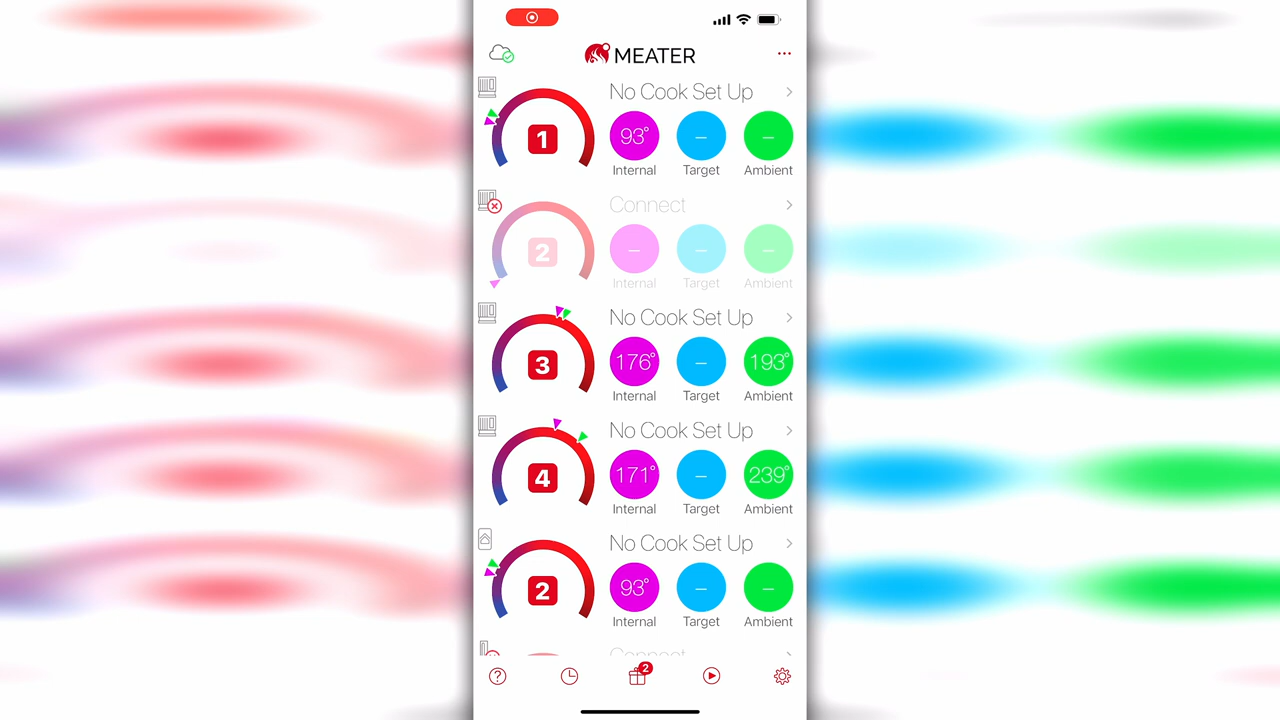 MEATER
No Cook Set Up
1
93° – –
Internal Target Ambient
Connect
2
– – –
Internal Target Ambient
No Cook Set Up
3
176° – 193°
Internal Target Ambient
No Cook Set Up
4
171° – 239°
Internal Target Ambient
No Cook Set Up
2
93° – –
Internal Target Ambient
Connect
? 2